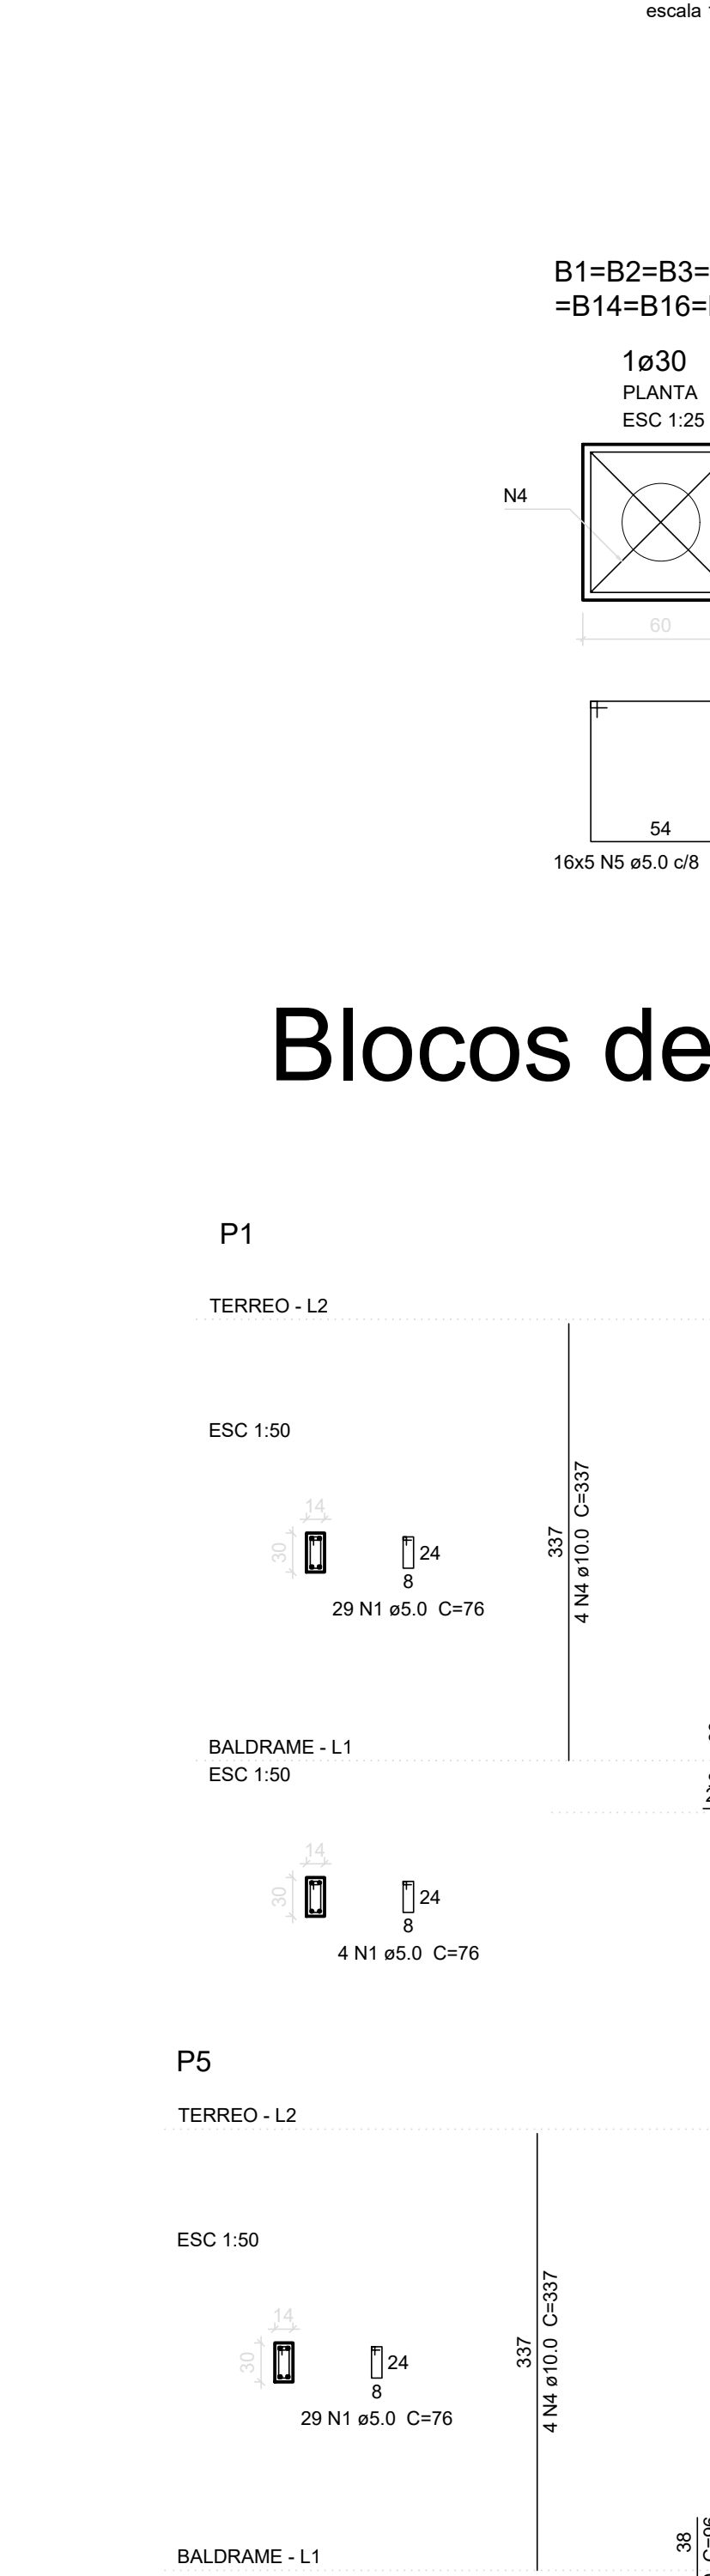 escala
B1=B2=B3=
=B14=B16=
1ø30
PLANTA
ESC 1:25
N4
60
54
16x5 N5 ø5.0 c/8
Blocos de
P1
TERREO - L2
ESC 1:50
14
30
24
8
29 N1 ø5.0 C=76
337
4 N4 ø10.0 C=337
BALDRAME - L1
ESC 1:50
14
30
24
8
4 N1 ø5.0 C=76
P5
TERREO - L2
ESC 1:50
14
30
24
8
29 N1 ø5.0 C=76
337
4 N4 ø10.0 C=337
BALDRAME - L1
38